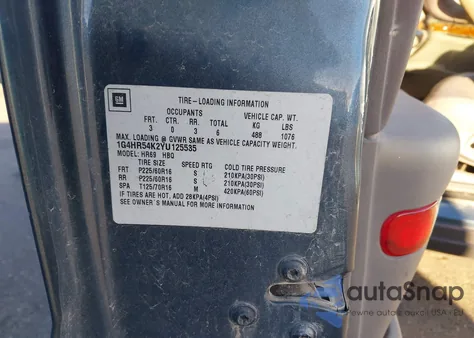 GM
TIRE-LOADING INFORMATION
OCCUPANTS VEHICLE CAP. WT.
FRT. CTR. RR. KG LBS
3 0 3 6 488 1076
MAX. LOADING @ GVWR SAME AS VEHICLE CAPACITY WEIGHT.
1G4HR54K2YU125535
MODEL: HR69 HBO
TIRE SIZE SPEED RTG COLD TIRE PRESSURE
FRT P225/60R16 S 210KPA(30PSI)
RR P225/60R16 S 210KPA(30PSI)
SPA T125/70R16 M 420KPA(60PSI)
IF TIRES ARE HOT, ADD 28KPA(4PSI)
SEE OWNER'S MANUAL FOR MORE INFORMATION.
autoSnap